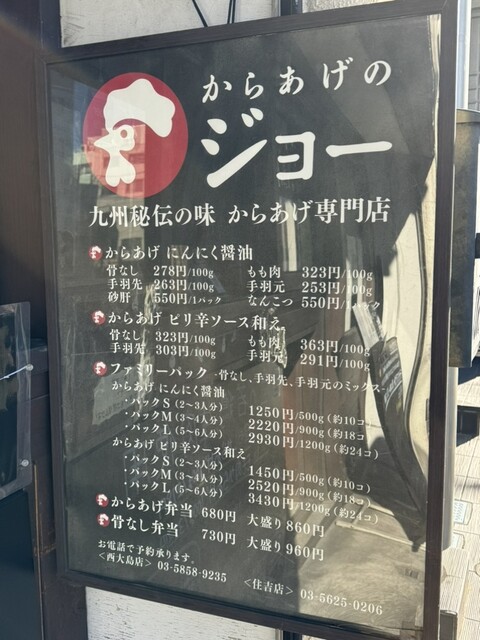 からあげの
ジョー
九州秘伝の味 からあげ専門店
からあげ にんにく醤油
骨なし 278円/100g もも肉 323円/100g
手羽先 263円/100g 手羽元 253円/100g
砂肝 550円/1パック なんこつ 550円/1パック
からあげ ピリ辛ソース和え
骨なし 323円/100g もも肉 363円/100g
手羽先 303円/100g 手羽元 291円/100g
ファミリーパック -骨なし、手羽先、手羽元のミックス-
からあげ にんにく醤油
・パックS(2〜3人分) 1250円/500g(約10コ
・パックM(3〜4人分) 2220円/900g(約18コ
・パックL(5〜6人分) 2930円/1200g(約24コ)
からあげ ピリ辛ソース和え
・パックS(2〜3人分) 1450円/500g(約10コ)
・パックM(3〜4人分) 2520円/900g(約18コ)
・パックL(5〜6人分) 3430円/1200g(約24コ)
からあげ弁当 680円 大盛り860円
骨なし弁当 730円 大盛り960円
お電話で予約承ります。
<西大島店> 03-5858-9235 <住吉店> 03-5625-0206